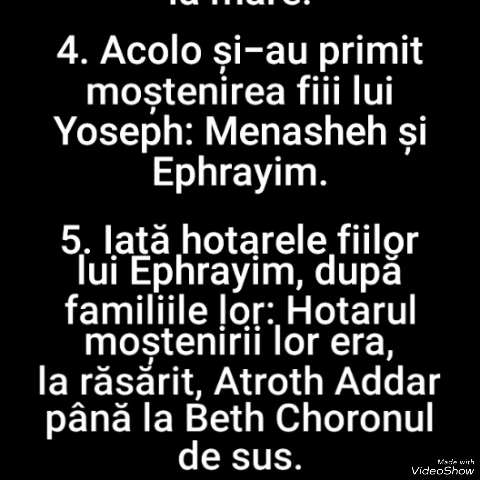 la mare.
4. Acolo și-au primit
moștenirea fiii lui
Yoseph: Menasheh și
Ephrayim.
5. Iată hotarele fiilor
lui Ephrayim, după
familiile lor: Hotarul
moștenirii lor era,
la răsărit, Atroth Addar
până la Beth Choronul
de sus.
Made with
VideoShow